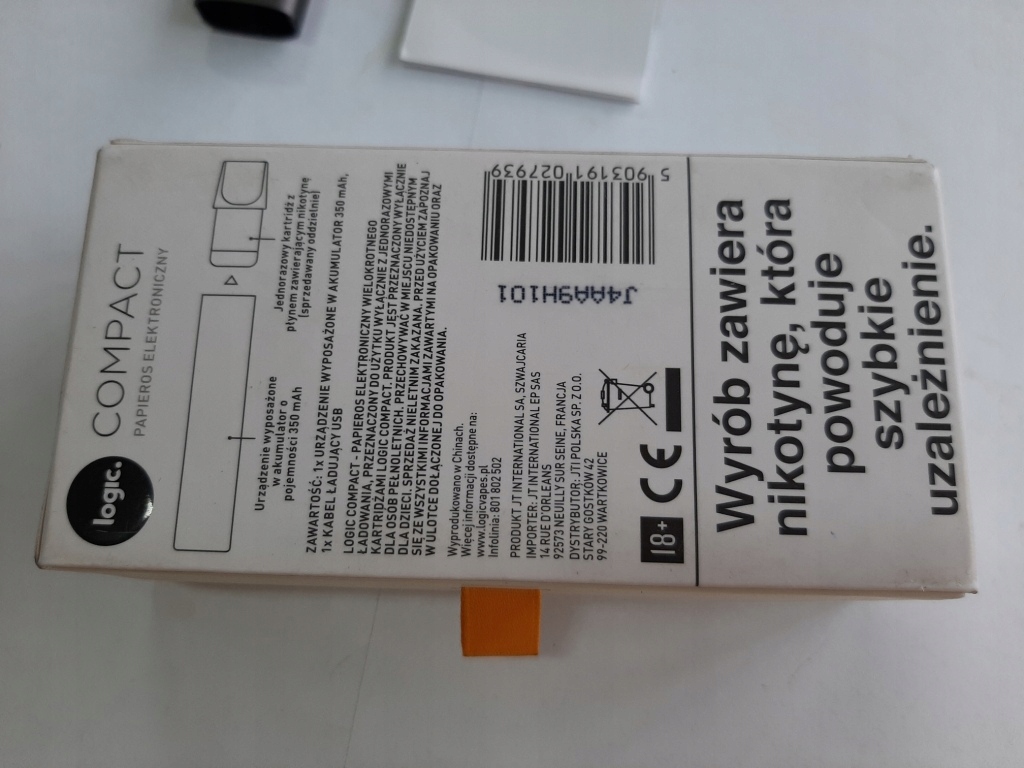 logic.
COMPACT
PAPIEROS ELEKTRONICZNY
Urządzenie wyposażone
w akumulator o
pojemności 350 mAh
Jednorazowy kartridż z
płynem zawierającym nikotynę
(sprzedawany oddzielnie)
ZAWARTOŚĆ: 1x URZĄDZENIE WYPOSAŻONE W AKUMULATOR 350 mAh,
1x KABEL ŁADUJĄCY USB
LOGIC COMPACT - PAPIEROS ELEKTRONICZNY WIELOKROTNEGO
ŁADOWANIA, PRZEZNACZONY DO UŻYTKU WYŁĄCZNIE Z JEDNORAZOWYMI
KARTRIDŻAMI LOGIC COMPACT. PRODUKT JEST PRZEZNACZONY WYŁĄCZNIE
DLA OSÓB PEŁNOLETNICH. PRZECHOWYWAĆ W MIEJSCU NIEDOSTĘPNYM
DLA DZIECI. SPRZEDAŻ NIELETNIM ZAKAZANA. PRZED UŻYCIEM ZAPOZNAJ
SIĘ ZE WSZYSTKIMI INFORMACJAMI ZAWARTYMI NA OPAKOWANIU ORAZ
W ULOTCE DOŁĄCZONEJ DO OPAKOWANIA.
Wyprodukowano w Chinach.
Więcej informacji dostępne na:
www.logicvapes.pl
Infolinia: 801 802 502
PRODUKT JT INTERNATIONAL SA, SZWAJCARIA
IMPORTER: JT INTERNATIONAL EP SAS
14 RUE D'ORLEANS
92573 NEUILLY SUR SEINE, FRANCJA
DYSTRYBUTOR: JTI POLSKA SP. Z O.O.
STARY GOSTKÓW 42
99-220 WARTKOWICE
J4AA9H101
5 903191 027939
18+
CE
Wyrób zawiera
nikotynę, która
powoduje
szybkie
uzależnienie.